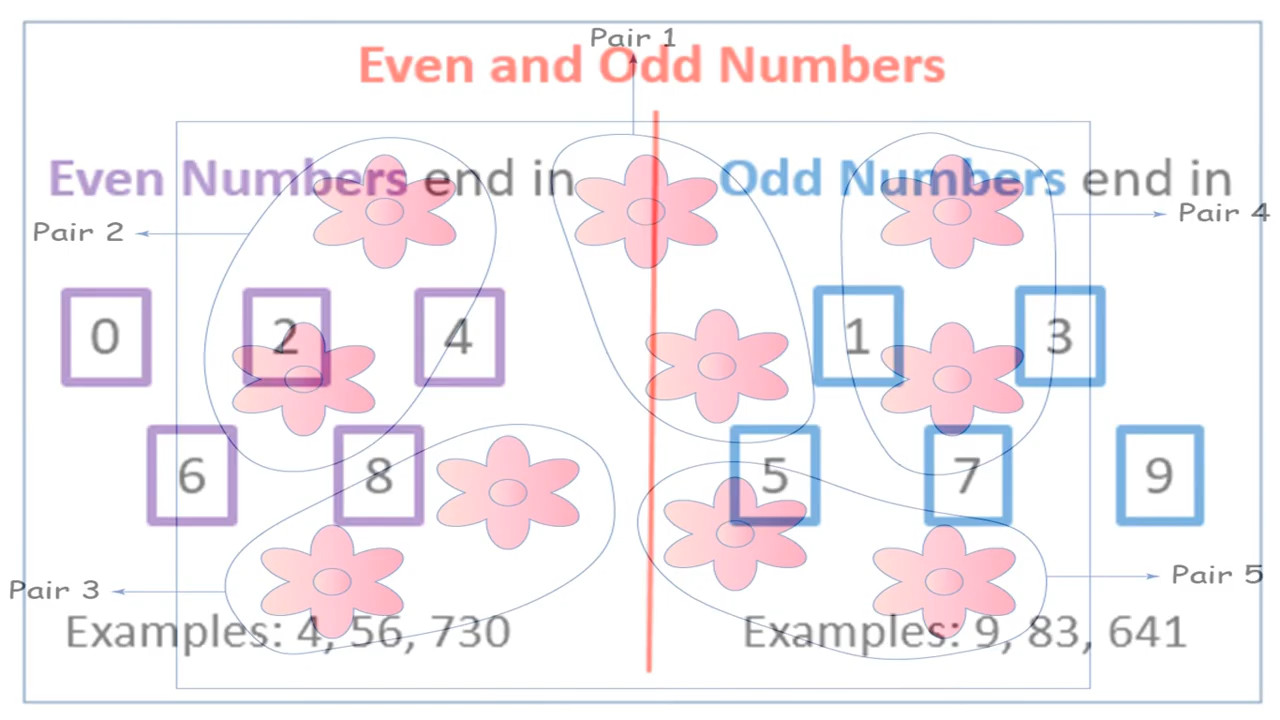 Pair 1
Even and Odd Numbers
Even Numbers end in
Odd Numbers end in
Pair 2
Pair 4
0 2 4
1 3
6 8
5 7 9
Pair 3
Pair 5
Examples: 4, 56, 730
Examples: 9, 83, 641